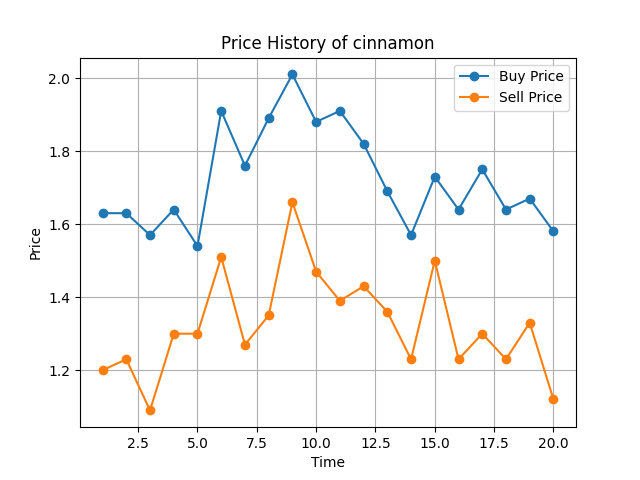 Price History of cinnamon
Buy Price
Sell Price
Price
2.0
1.8
1.6
1.4
1.2
2.5 5.0 7.5 10.0 12.5 15.0 17.5 20.0
Time